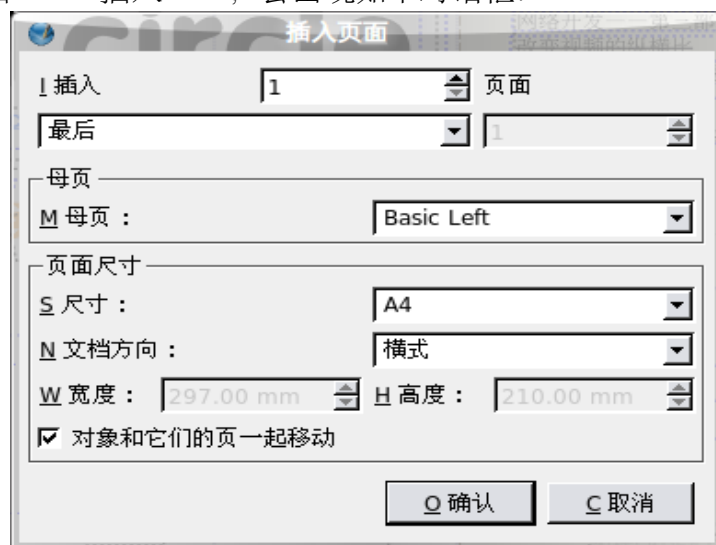 插入页面
I 插入 1 页面
最后 1
母页
M 母页： Basic Left
页面尺寸
S 尺寸： A4
N 文档方向： 横式
W 宽度： 297.00 mm H 高度： 210.00 mm
对象和它们的页一起移动
O 确认 C 取消